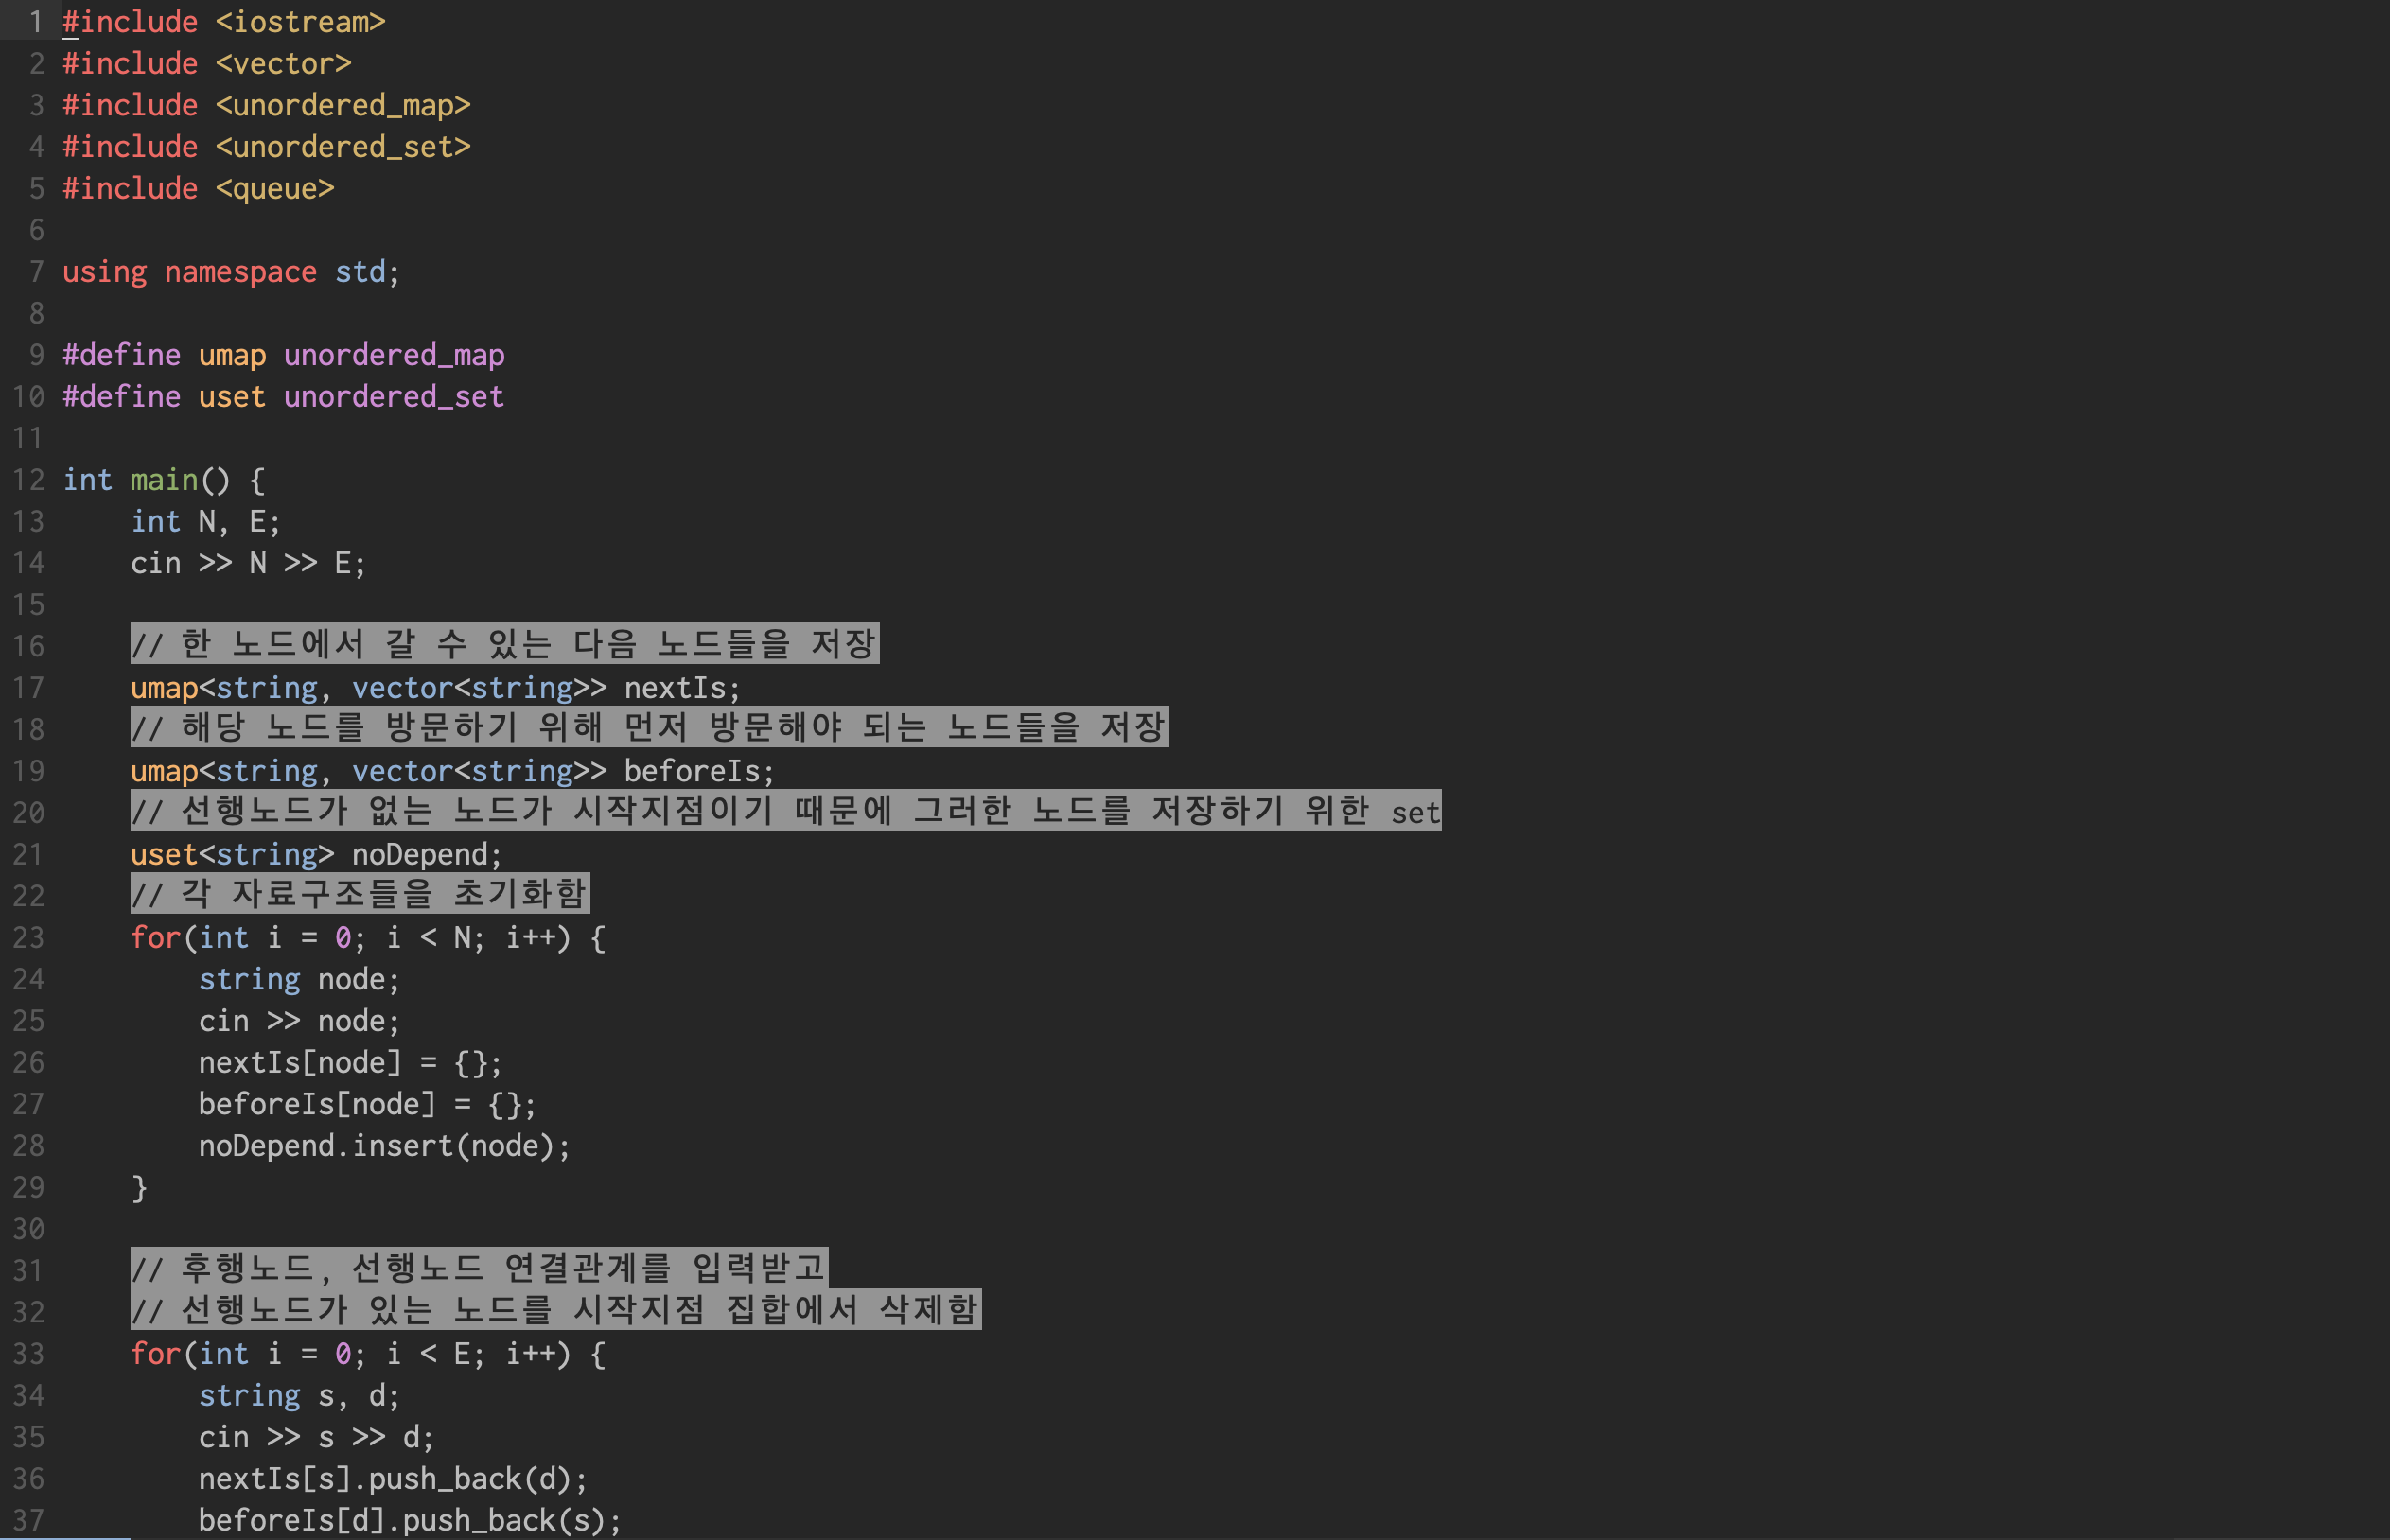 1 #include <iostream>
2 #include <vector>
3 #include <unordered_map>
4 #include <unordered_set>
5 #include <queue>
6
7 using namespace std;
8
9 #define umap unordered_map
10 #define uset unordered_set
11
12 int main() {
13     int N, E;
14     cin >> N >> E;
15
16     // 한 노드에서 갈 수 있는 다음 노드들을 저장
17     umap<string, vector<string>> nextIs;
18     // 해당 노드를 방문하기 위해 먼저 방문해야 되는 노드들을 저장
19     umap<string, vector<string>> beforeIs;
20     // 선행노드가 없는 노드가 시작지점이기 때문에 그러한 노드를 저장하기 위한 set
21     uset<string> noDepend;
22     // 각 자료구조들을 초기화함
23     for(int i = 0; i < N; i++) {
24         string node;
25         cin >> node;
26         nextIs[node] = {};
27         beforeIs[node] = {};
28         noDepend.insert(node);
29     }
30
31     // 후행노드, 선행노드 연결관계를 입력받고
32     // 선행노드가 있는 노드를 시작지점 집합에서 삭제함
33     for(int i = 0; i < E; i++) {
34         string s, d;
35         cin >> s >> d;
36         nextIs[s].push_back(d);
37         beforeIs[d].push_back(s);